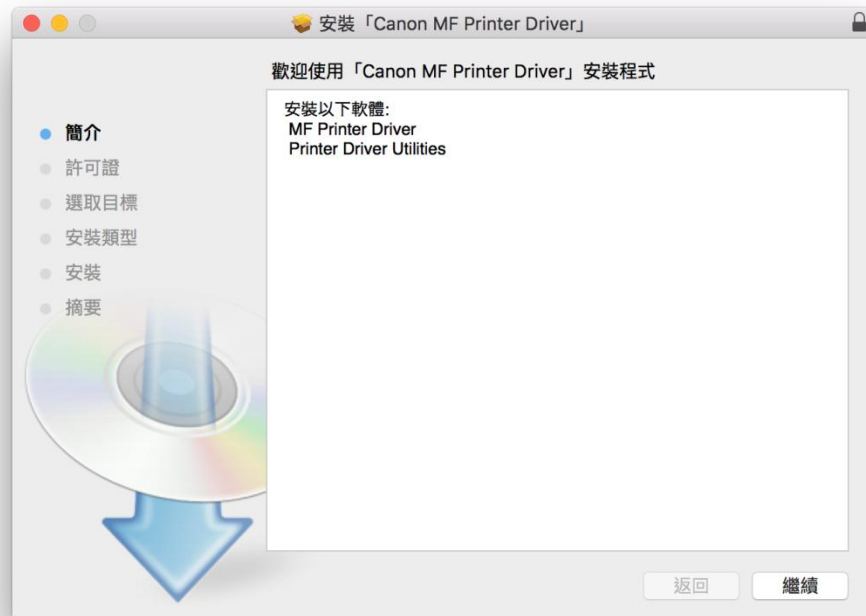 安裝「Canon MF Printer Driver」
歡迎使用「Canon MF Printer Driver」安裝程式
簡介
許可證
選取目標
安裝類型
安裝
摘要
安裝以下軟體:
MF Printer Driver
Printer Driver Utilities
返回
繼續